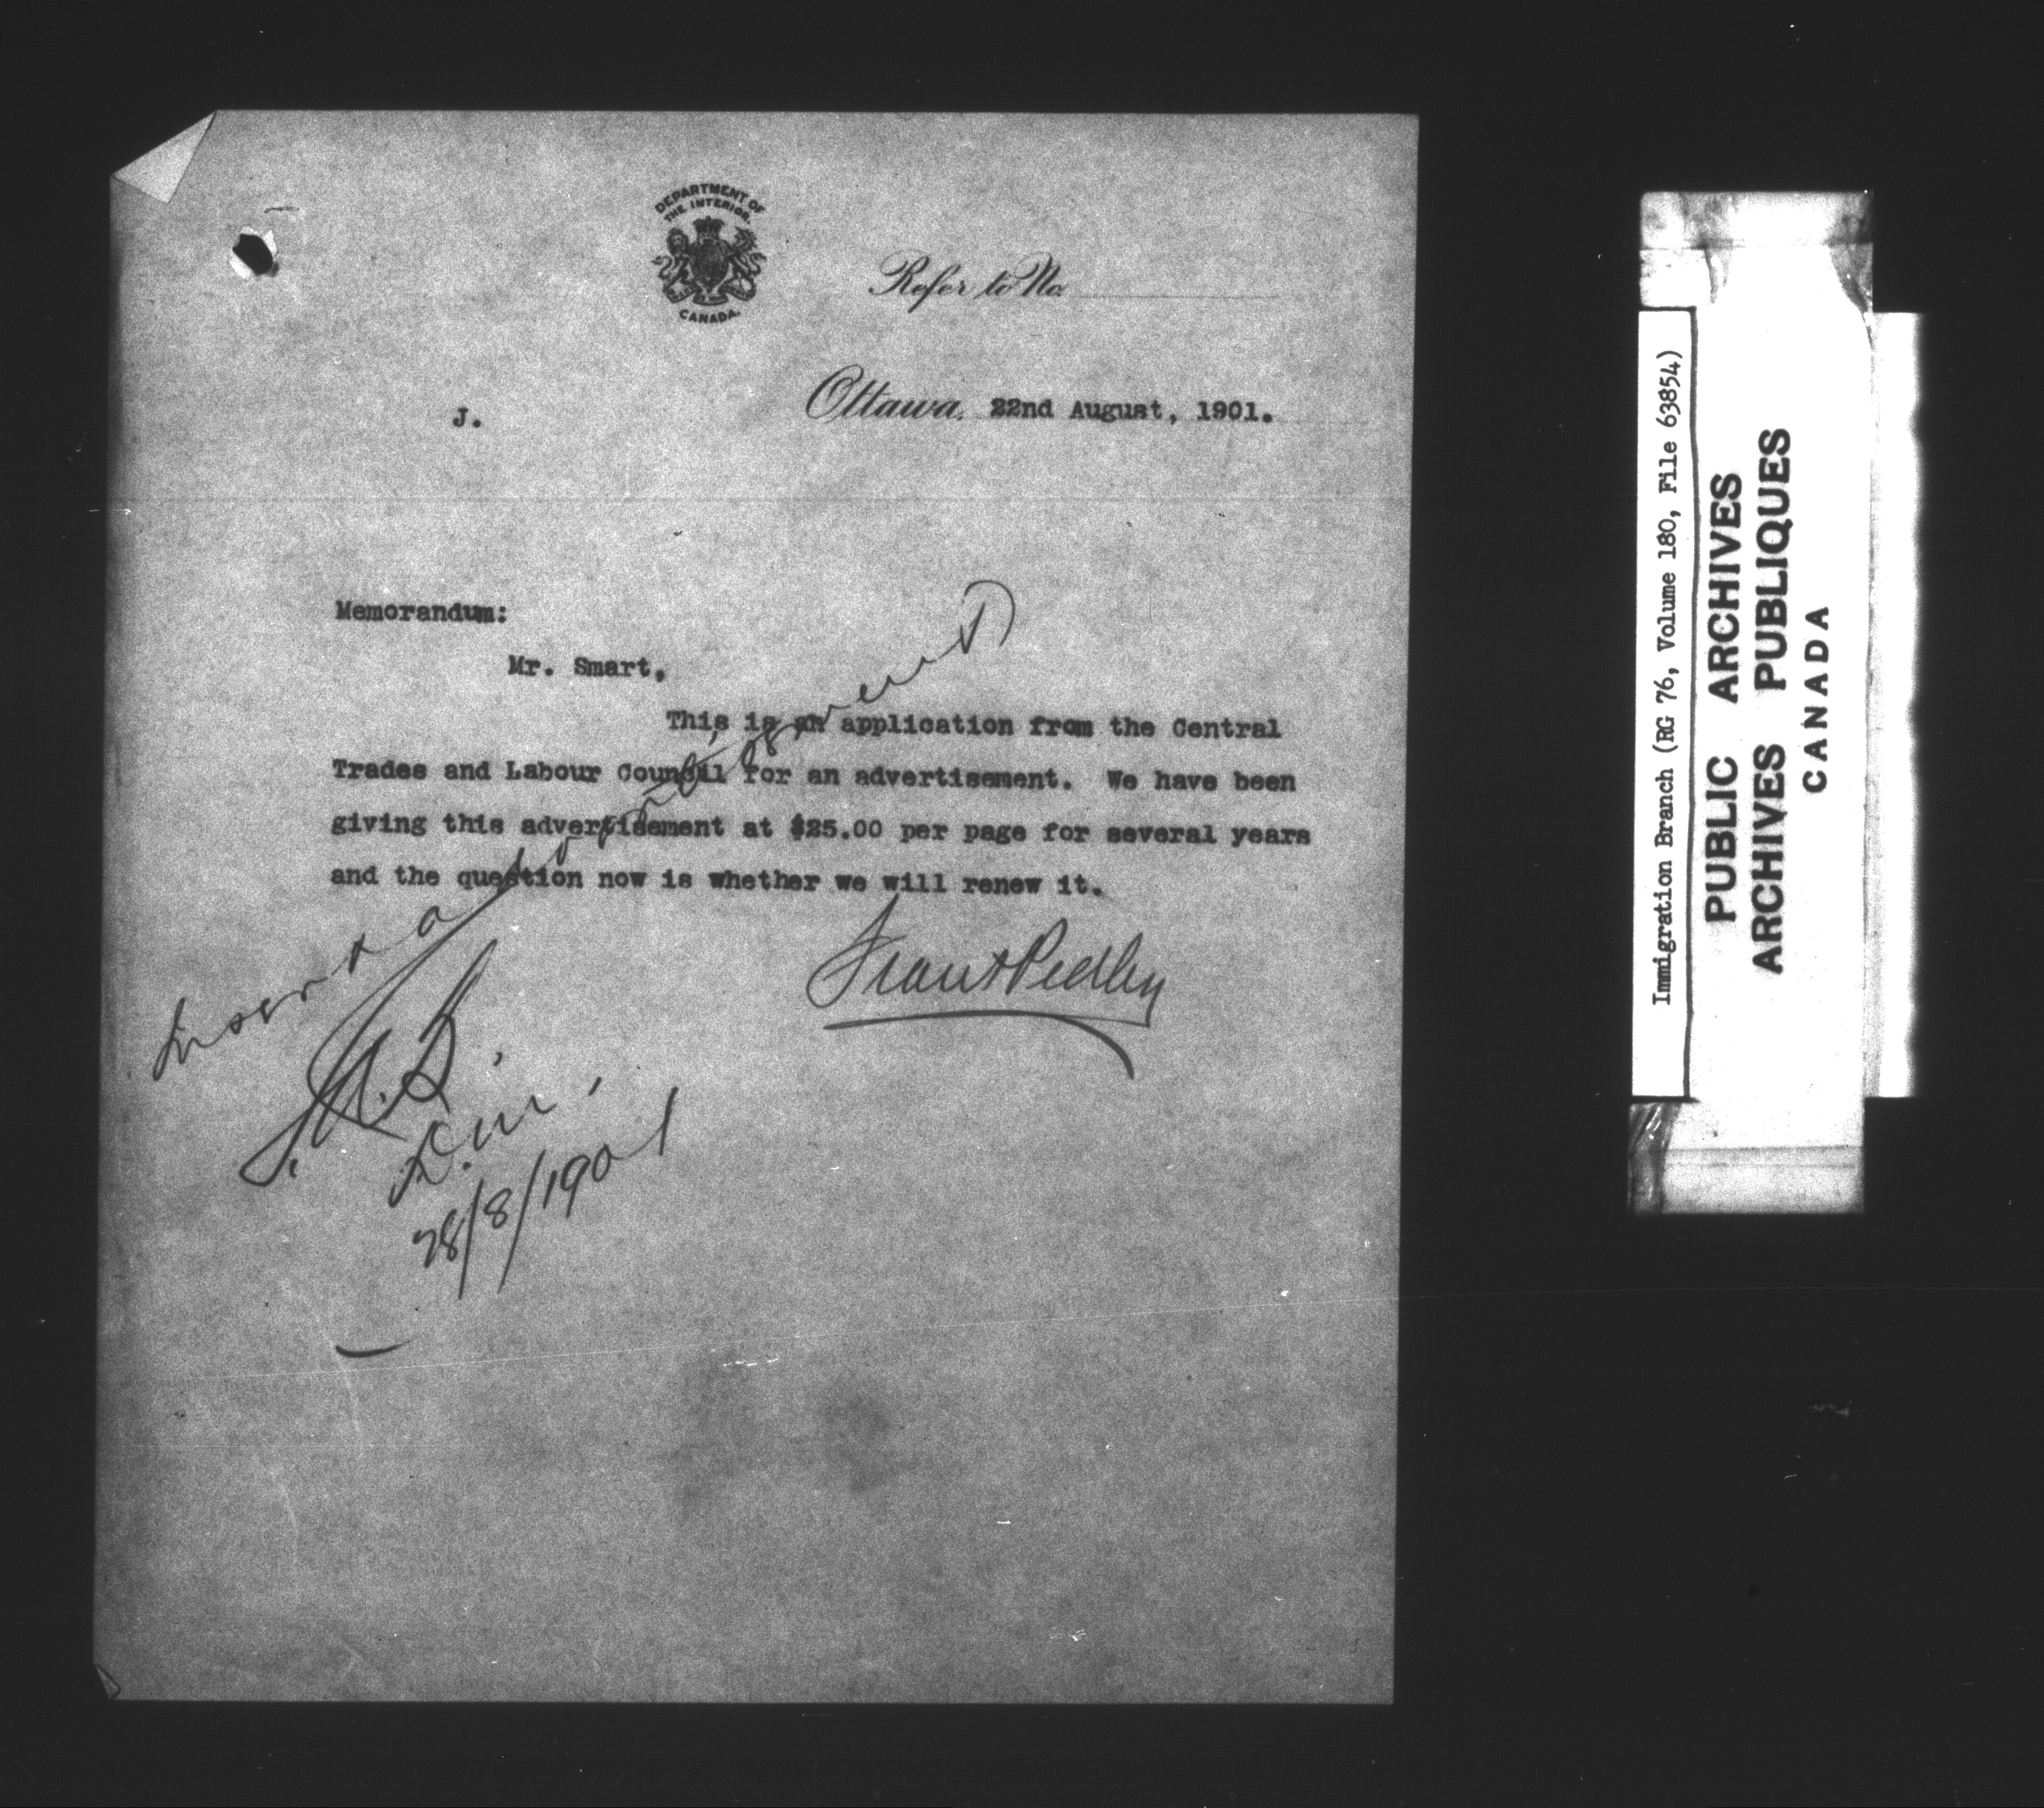 DEPARTMENT OF
THE INTERIOR.
CANADA.
Refer to No.
Ottawa, 22nd August, 1901.
J.
Memorandum:
Mr. Smart,
This is an application from the Central
Trades and Labour Council for an advertisement. We have been
giving this advertisement at $25.00 per page for several years
and the question now is whether we will renew it.
Frank Pedley
Insert advertisement
J.A.S.
28/8/1901
Immigration Branch (RG 76, Volume 180, File 63854)
PUBLIC ARCHIVES
ARCHIVES PUBLIQUES
CANADA